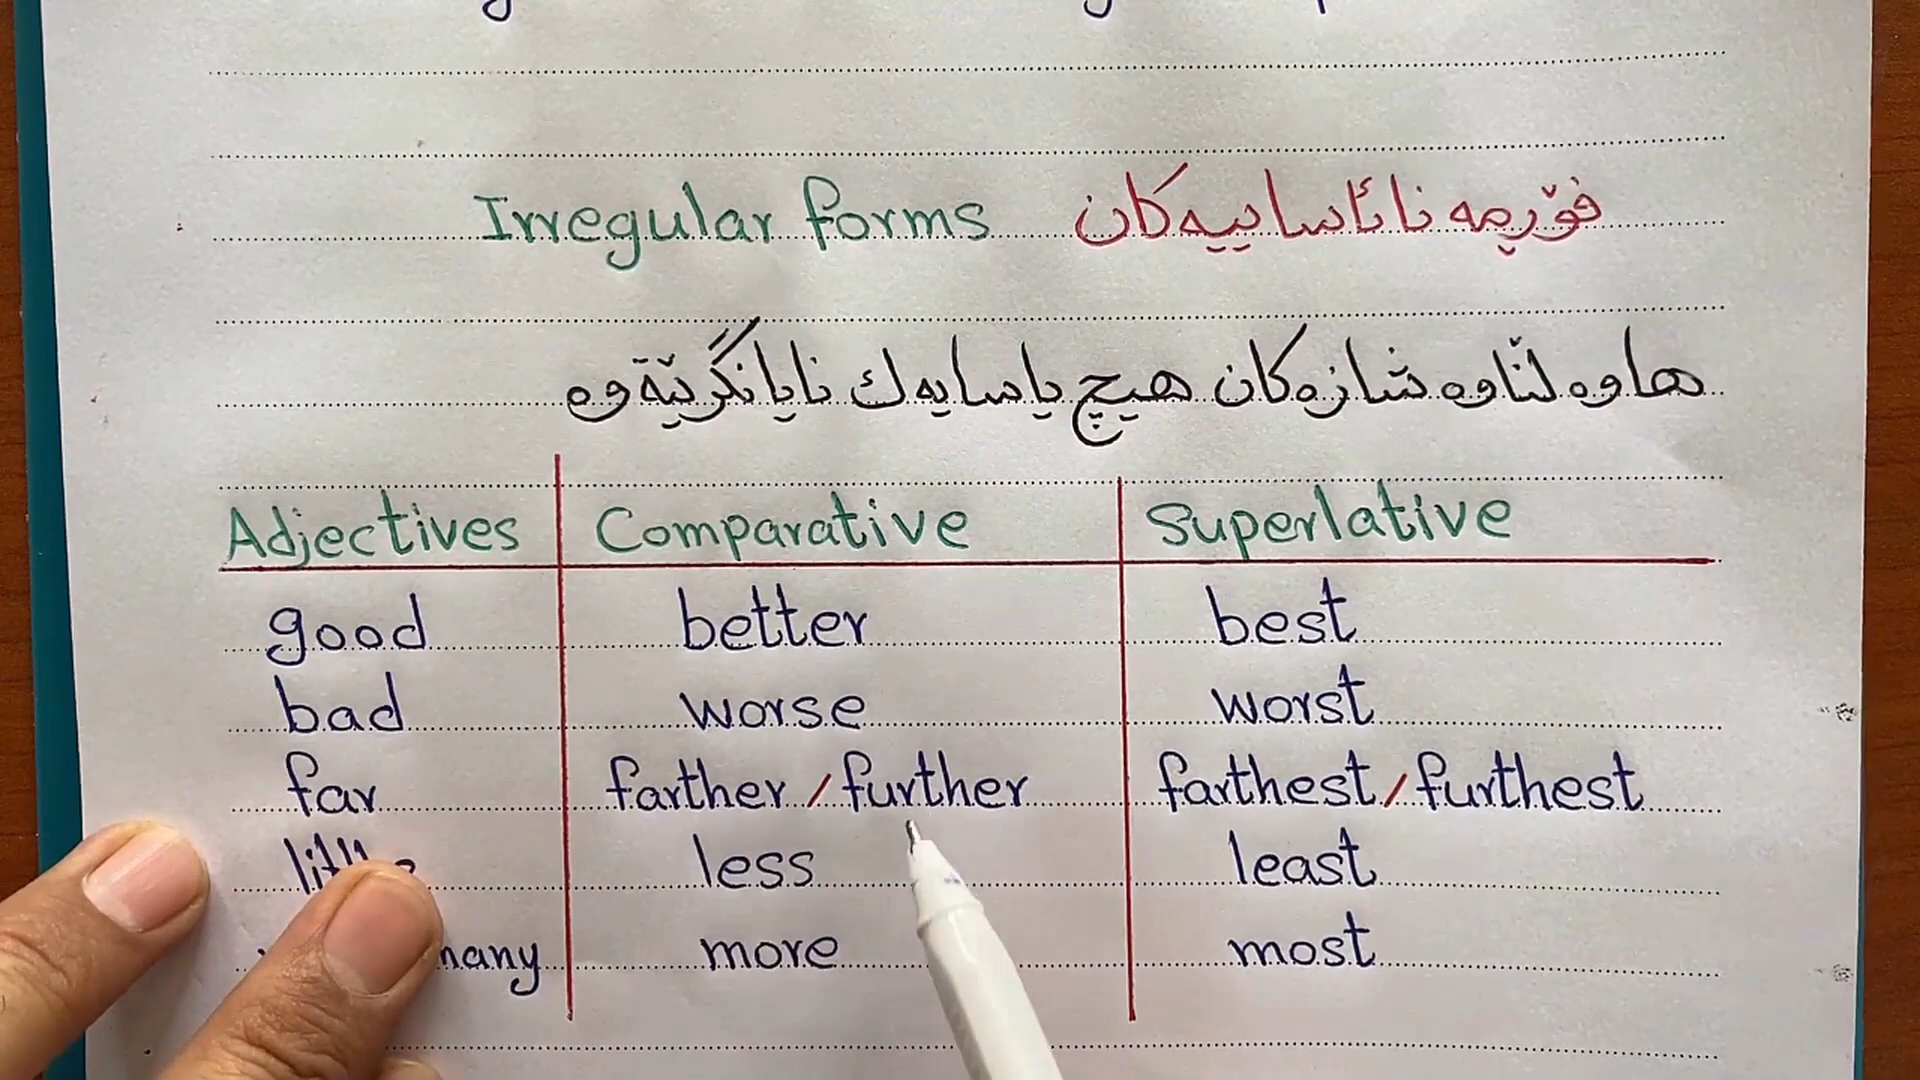 Irregular forms فۆڕمە نائاساییەکان
هاوەڵناوە شازەکان هیچ یاسایەك نایانگرێتەوە
Adjectives Comparative Superlative
good better best
bad worse worst
far farther / further farthest / furthest
less least
many more most